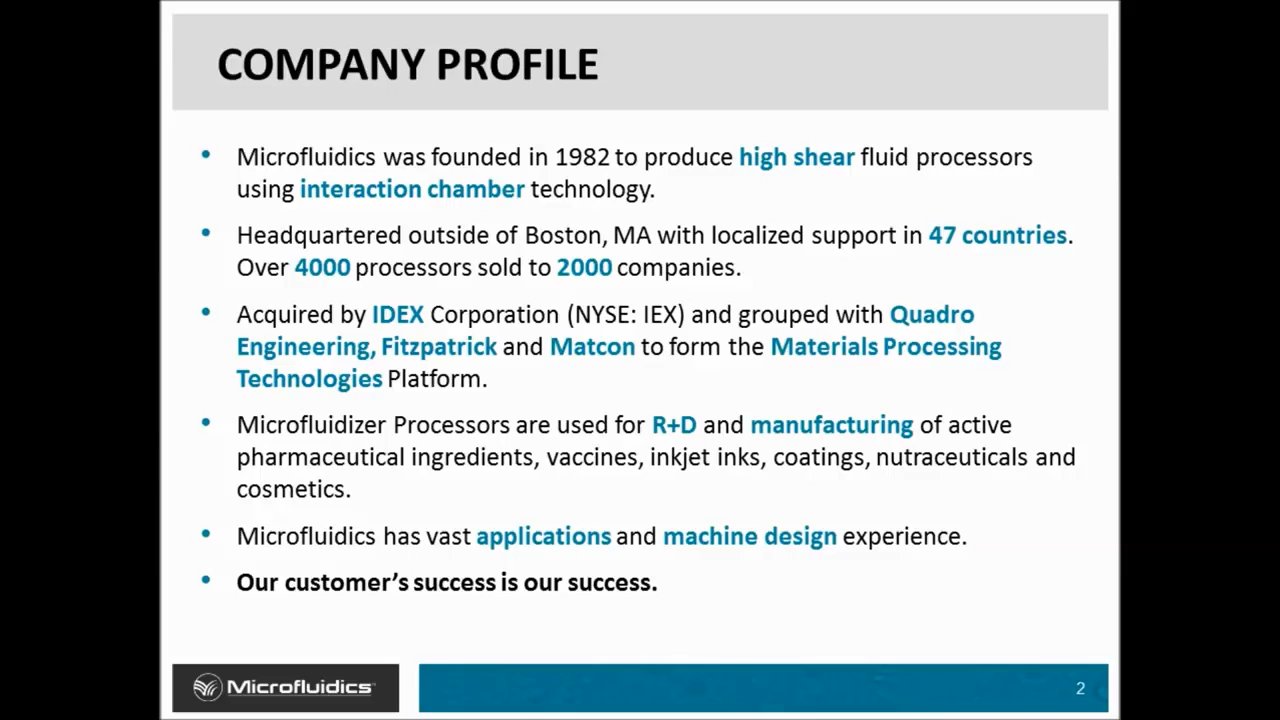 COMPANY PROFILE
• Microfluidics was founded in 1982 to produce high shear fluid processors
using interaction chamber technology.
• Headquartered outside of Boston, MA with localized support in 47 countries.
Over 4000 processors sold to 2000 companies.
• Acquired by IDEX Corporation (NYSE: IEX) and grouped with Quadro
Engineering, Fitzpatrick and Matcon to form the Materials Processing
Technologies Platform.
• Microfluidizer Processors are used for R+D and manufacturing of active
pharmaceutical ingredients, vaccines, inkjet inks, coatings, nutraceuticals and
cosmetics.
• Microfluidics has vast applications and machine design experience.
• Our customer’s success is our success.
Microfluidics
2